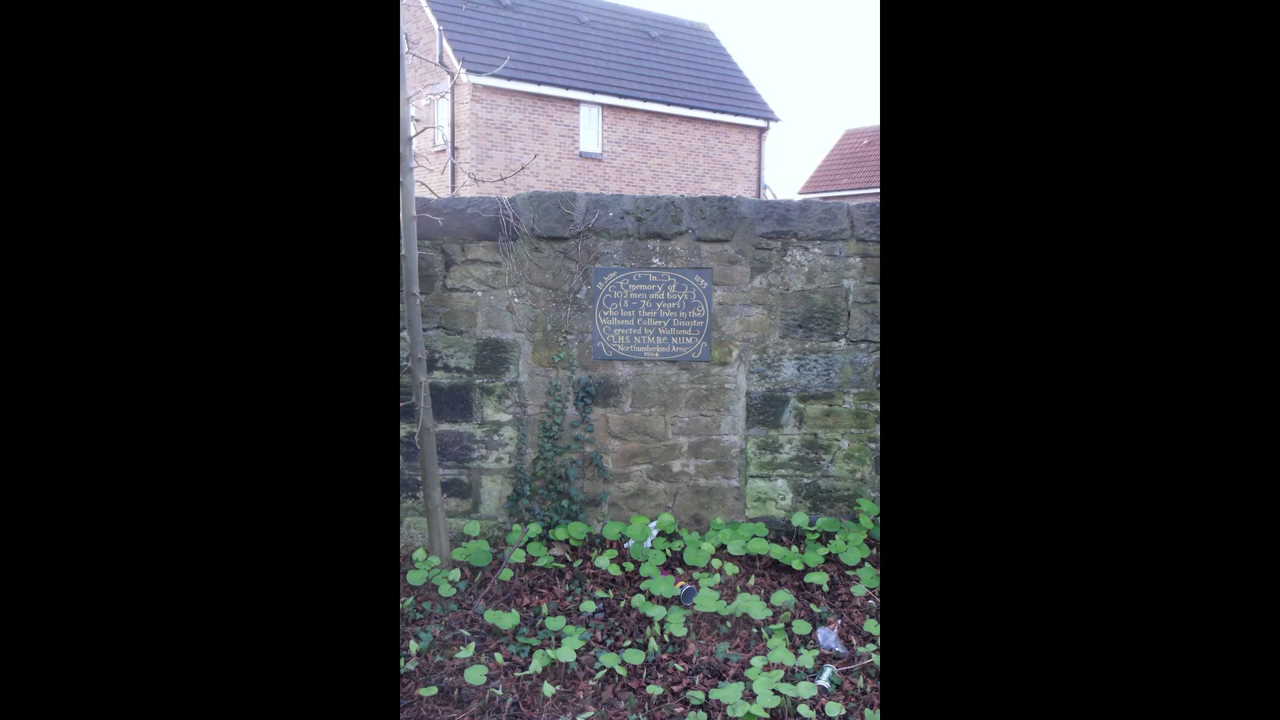 18 June 1835
In
memory of
102 men and boys
(8 - 76 years)
who lost their lives in the
Wallsend Colliery Disaster
erected by Wallsend
L.H.S. N.T.M.B.C. N.U.M.
Northumberland Area
1994